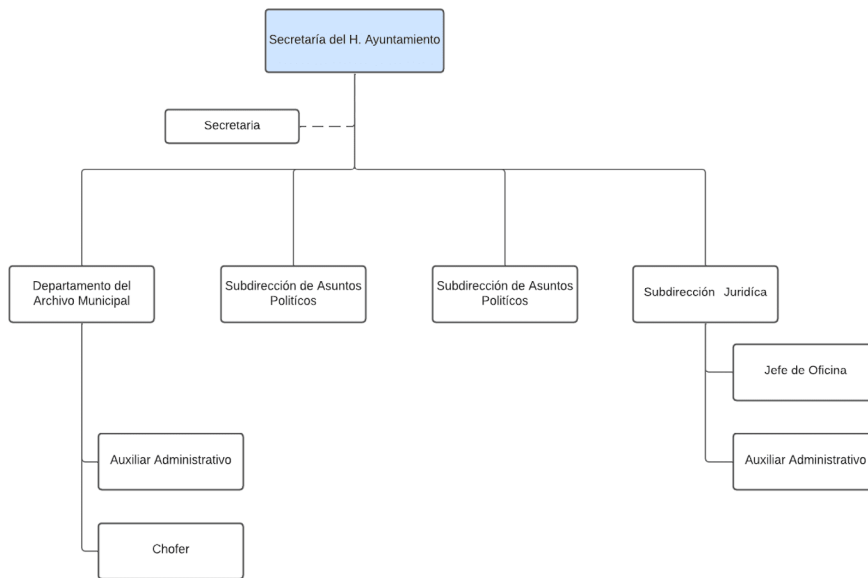 Secretaría del H. Ayuntamiento
Secretaria
Departamento del
Archivo Municipal
Subdirección de Asuntos
Politícos
Subdirección de Asuntos
Politícos
Subdirección Juridíca
Jefe de Oficina
Auxiliar Administrativo
Auxiliar Administrativo
Chofer